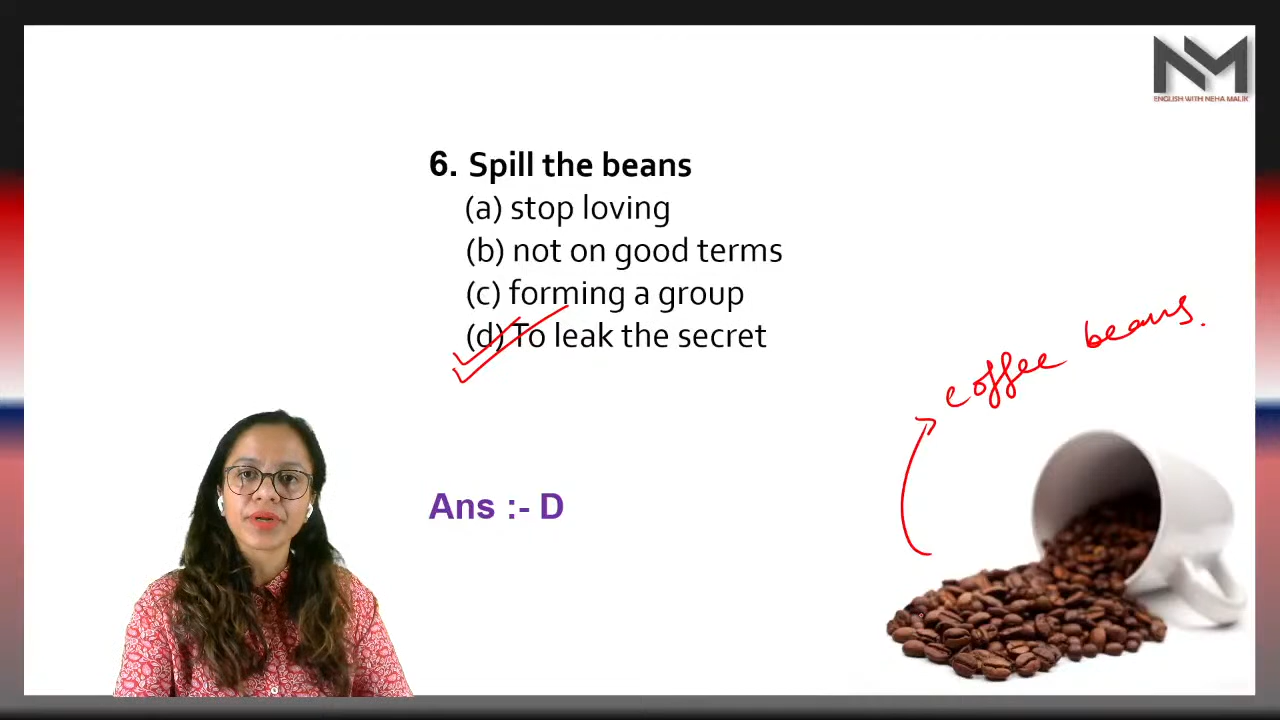 NM
ENGLISH WITH NEHA MALIK
6. Spill the beans
(a) stop loving
(b) not on good terms
(c) forming a group
(d) To leak the secret
coffee beans.
Ans :- D